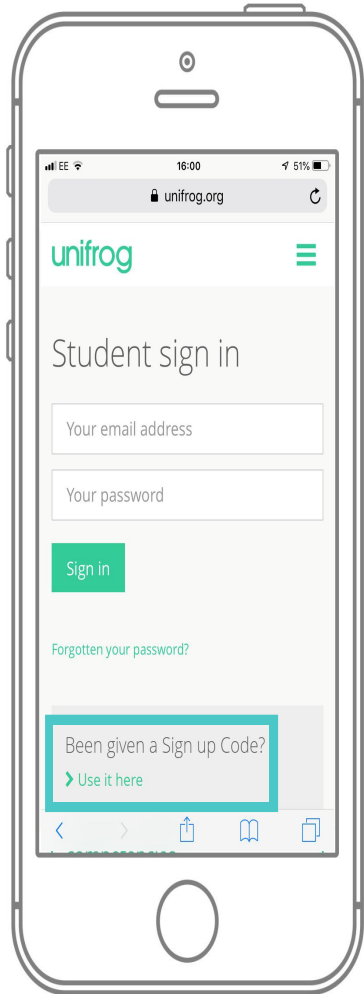 EE 16:00 51%
unifrog.org
unifrog
Student sign in
Your email address
Your password
Sign in
Forgotten your password?
Been given a Sign up Code?
Use it here